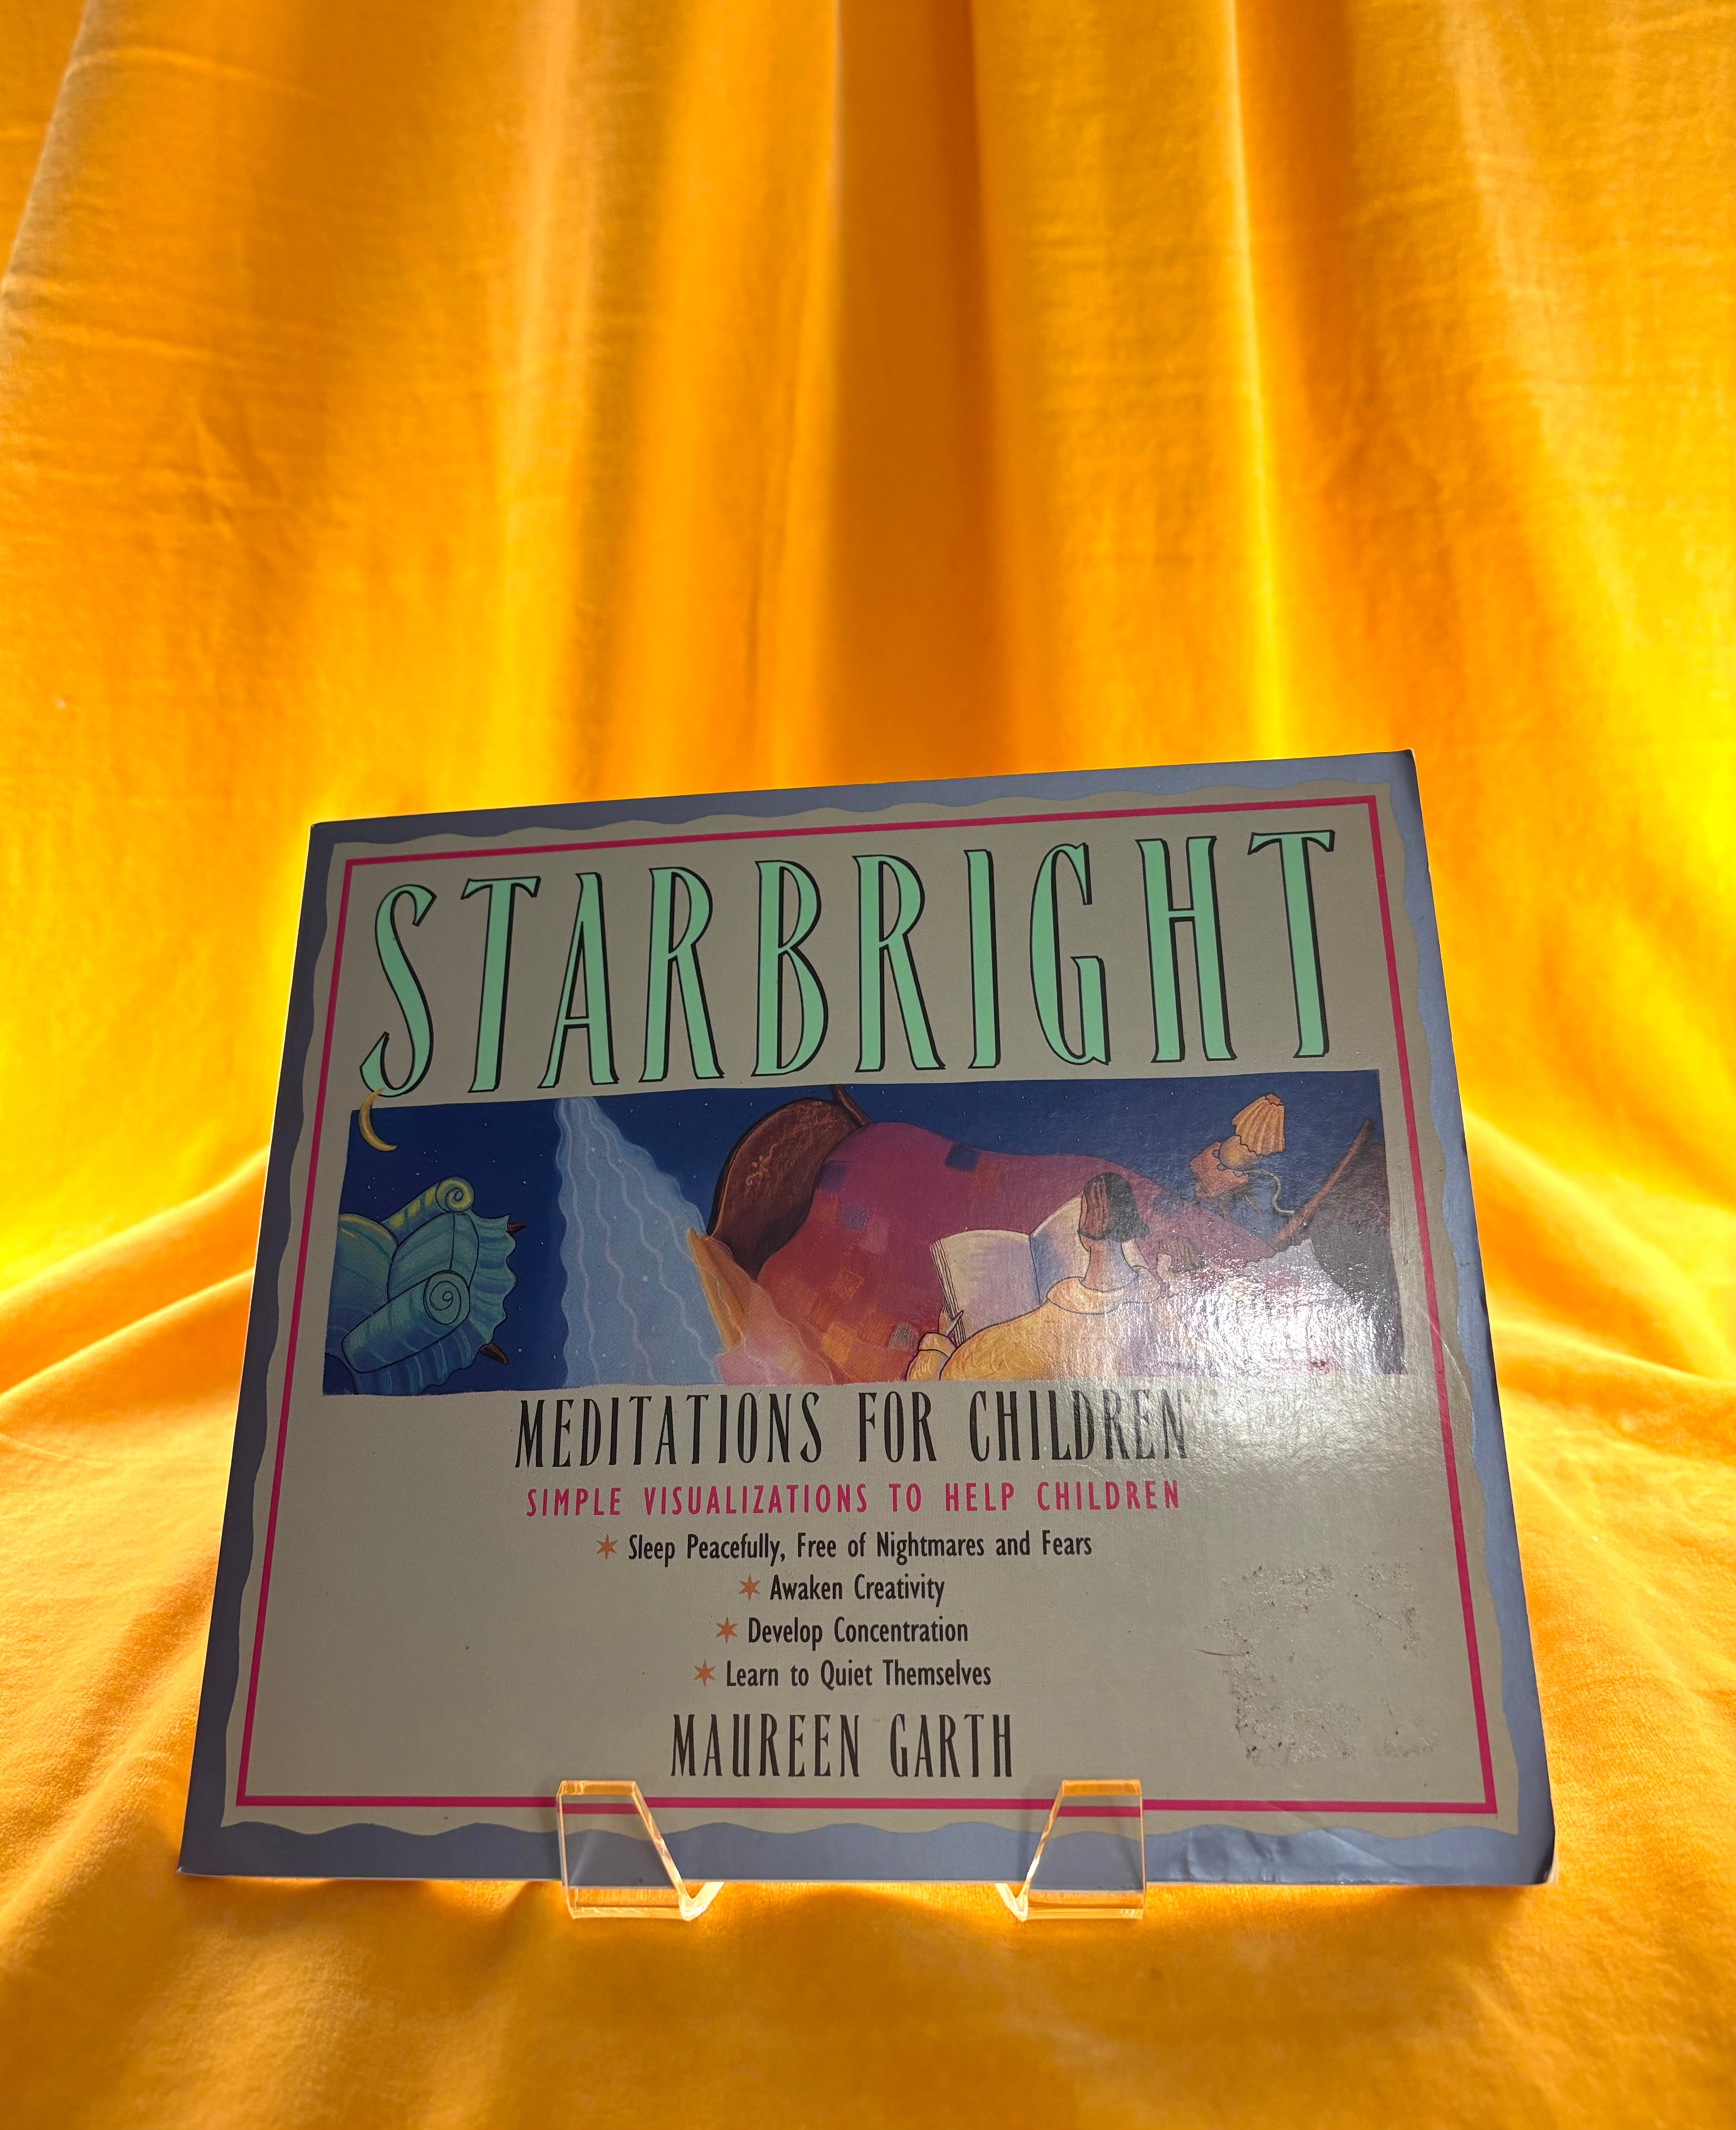 STARBRIGHT
MEDITATIONS FOR CHILDREN
SIMPLE VISUALIZATIONS TO HELP CHILDREN
✶ Sleep Peacefully, Free of Nightmares and Fears
✶ Awaken Creativity
✶ Develop Concentration
✶ Learn to Quiet Themselves
MAUREEN GARTH